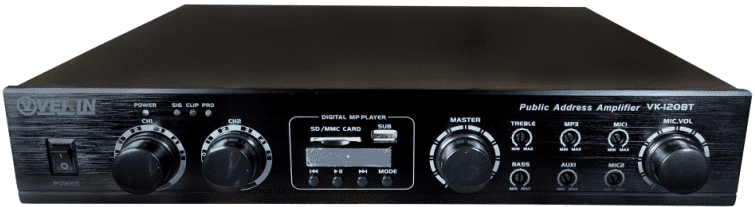 VELIN
Public Address Amplifier VK-120BT
POWER SIG CLIP PRO
CH1 CH2
DIGITAL MP PLAYER
SD/MMC CARD SUB
MODE
MASTER
TREBLE MP3 MIC1
MIN MAX MIN MAX MIN MAX
BASS AUX1 MIC2
MIN MAX MIN MAX MIN MAX
MIC.VOL
POWER